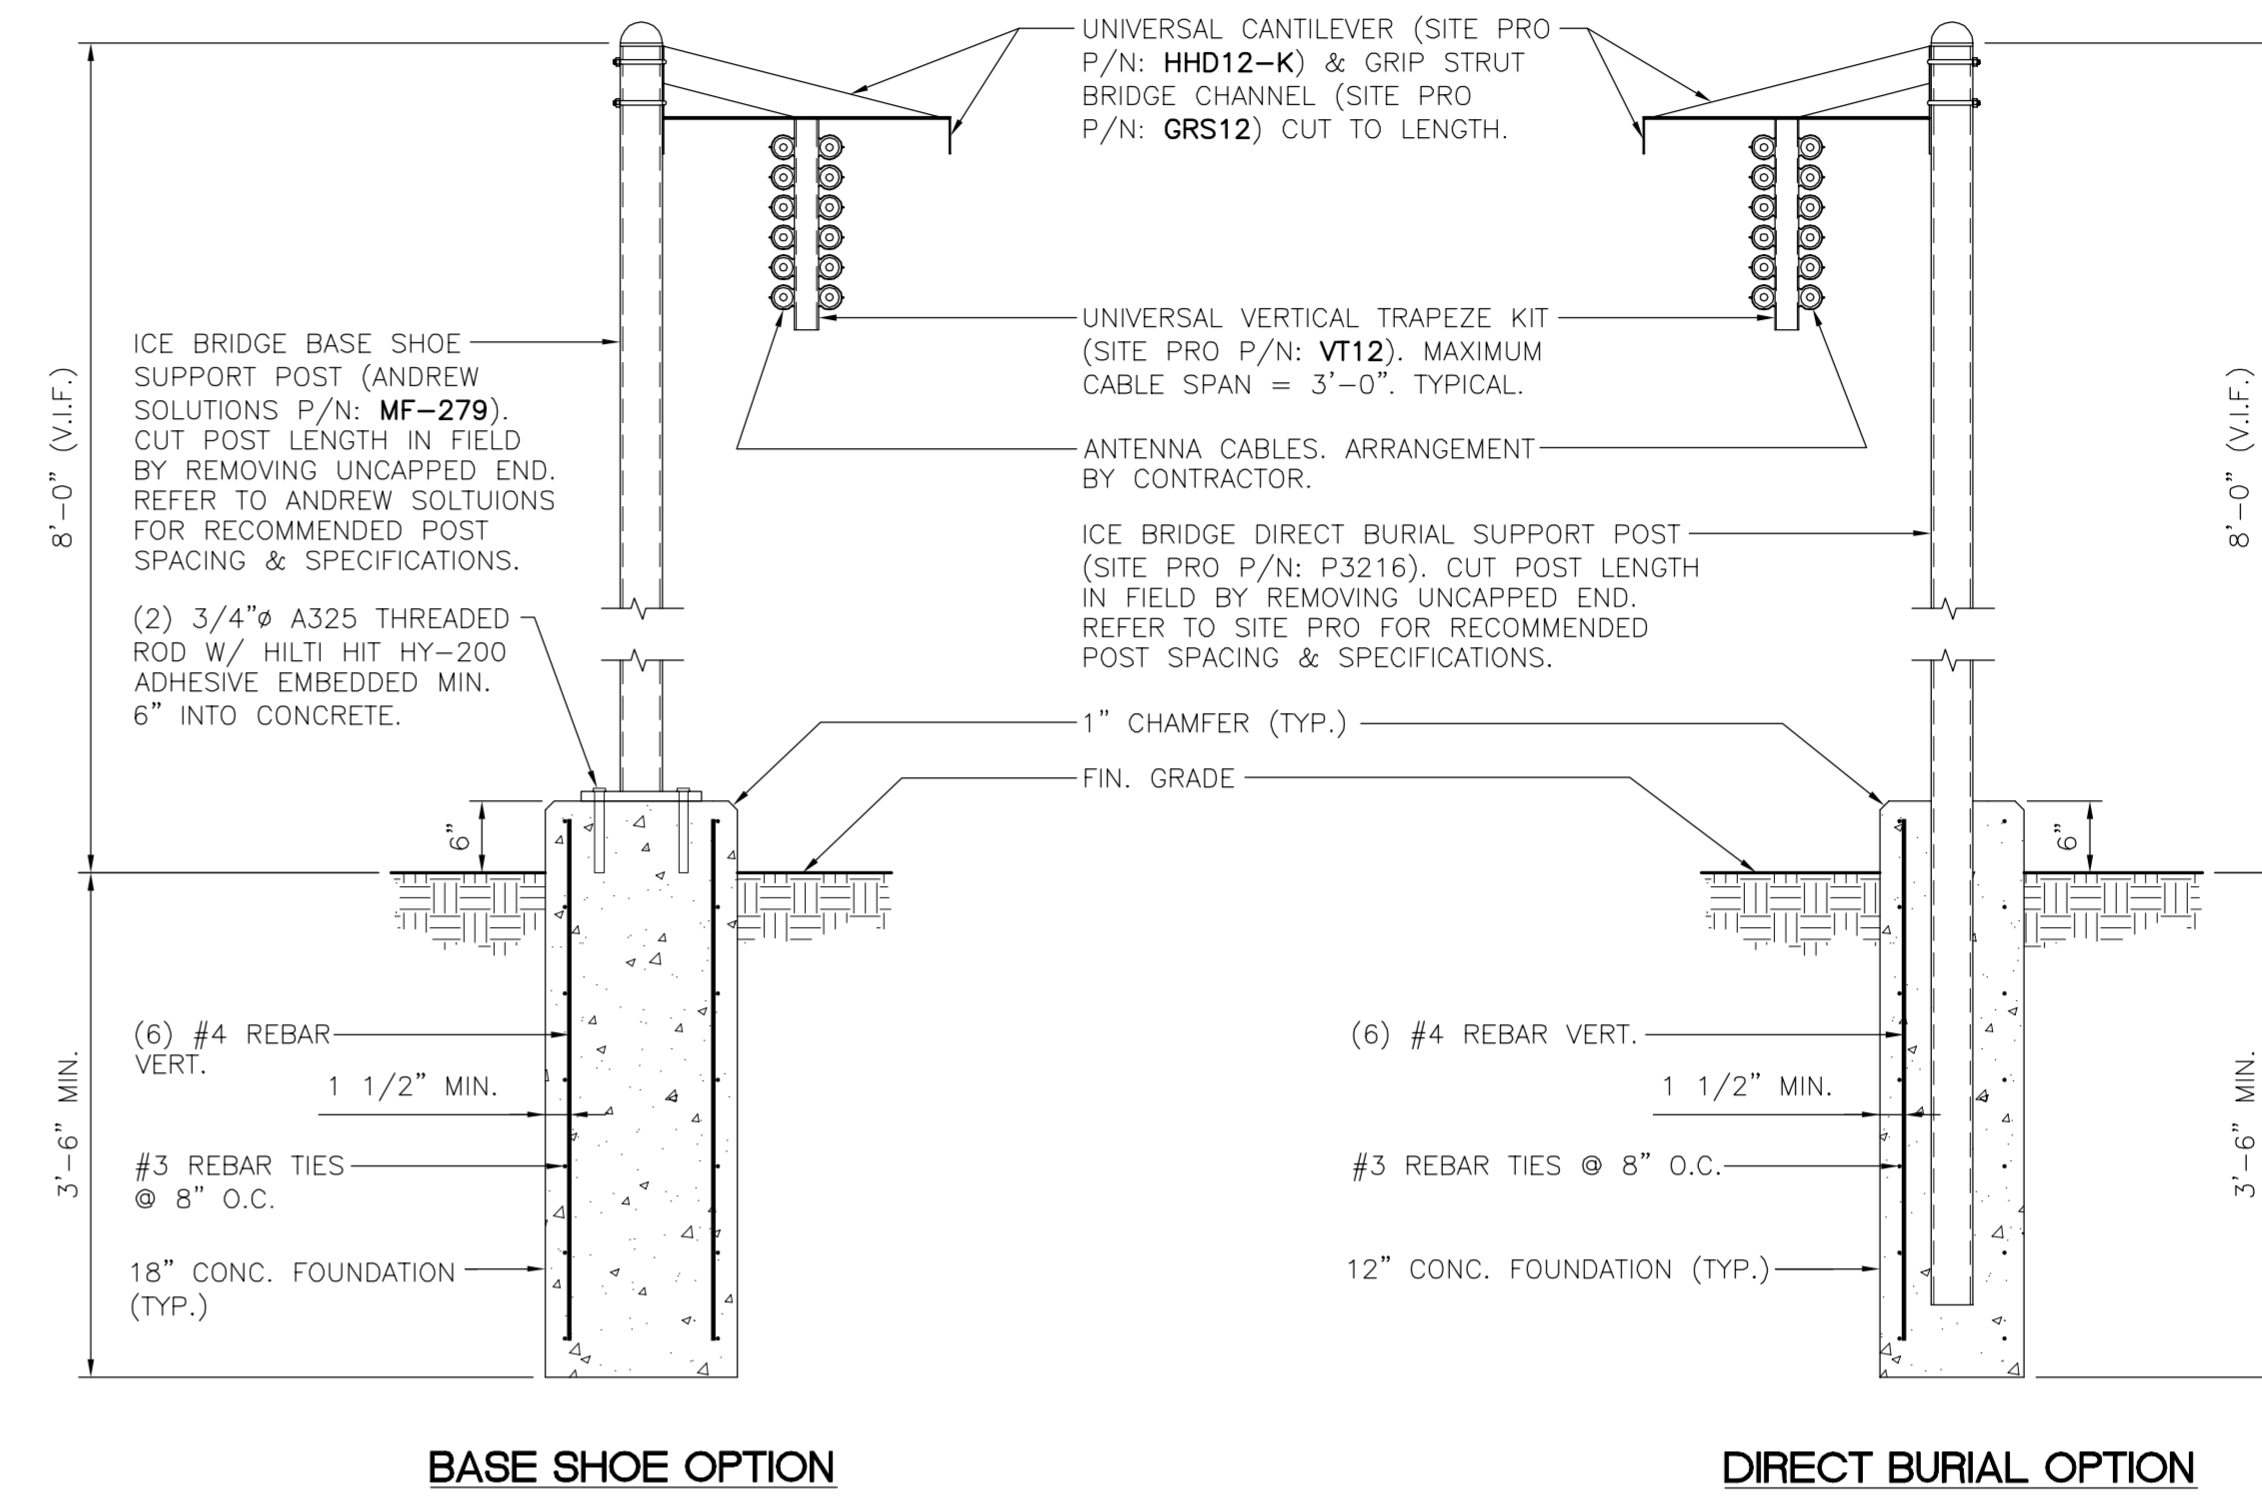 UNIVERSAL CANTILEVER (SITE PRO
P/N: HHD12-K) & GRIP STRUT
BRIDGE CHANNEL (SITE PRO
P/N: GRS12) CUT TO LENGTH.
UNIVERSAL VERTICAL TRAPEZE KIT
(SITE PRO P/N: VT12). MAXIMUM
CABLE SPAN = 3'-0". TYPICAL.
ANTENNA CABLES. ARRANGEMENT
BY CONTRACTOR.
ICE BRIDGE DIRECT BURIAL SUPPORT POST
(SITE PRO P/N: P3216). CUT POST LENGTH
IN FIELD BY REMOVING UNCAPPED END.
REFER TO SITE PRO FOR RECOMMENDED
POST SPACING & SPECIFICATIONS.
1" CHAMFER (TYP.)
FIN. GRADE
8'-0" (V.I.F.)
ICE BRIDGE BASE SHOE
SUPPORT POST (ANDREW
SOLUTIONS P/N: MF-279).
CUT POST LENGTH IN FIELD
BY REMOVING UNCAPPED END.
REFER TO ANDREW SOLTUIONS
FOR RECOMMENDED POST
SPACING & SPECIFICATIONS.
(2) 3/4"ø A325 THREADED
ROD W/ HILTI HIT HY-200
ADHESIVE EMBEDDED MIN.
6" INTO CONCRETE.
6"
3'-6" MIN.
(6) #4 REBAR
VERT.
1 1/2" MIN.
#3 REBAR TIES
@ 8" O.C.
18" CONC. FOUNDATION
(TYP.)
8'-0" (V.I.F.)
6"
3'-6" MIN.
(6) #4 REBAR VERT.
1 1/2" MIN.
#3 REBAR TIES @ 8" O.C.
12" CONC. FOUNDATION (TYP.)
BASE SHOE OPTION
DIRECT BURIAL OPTION